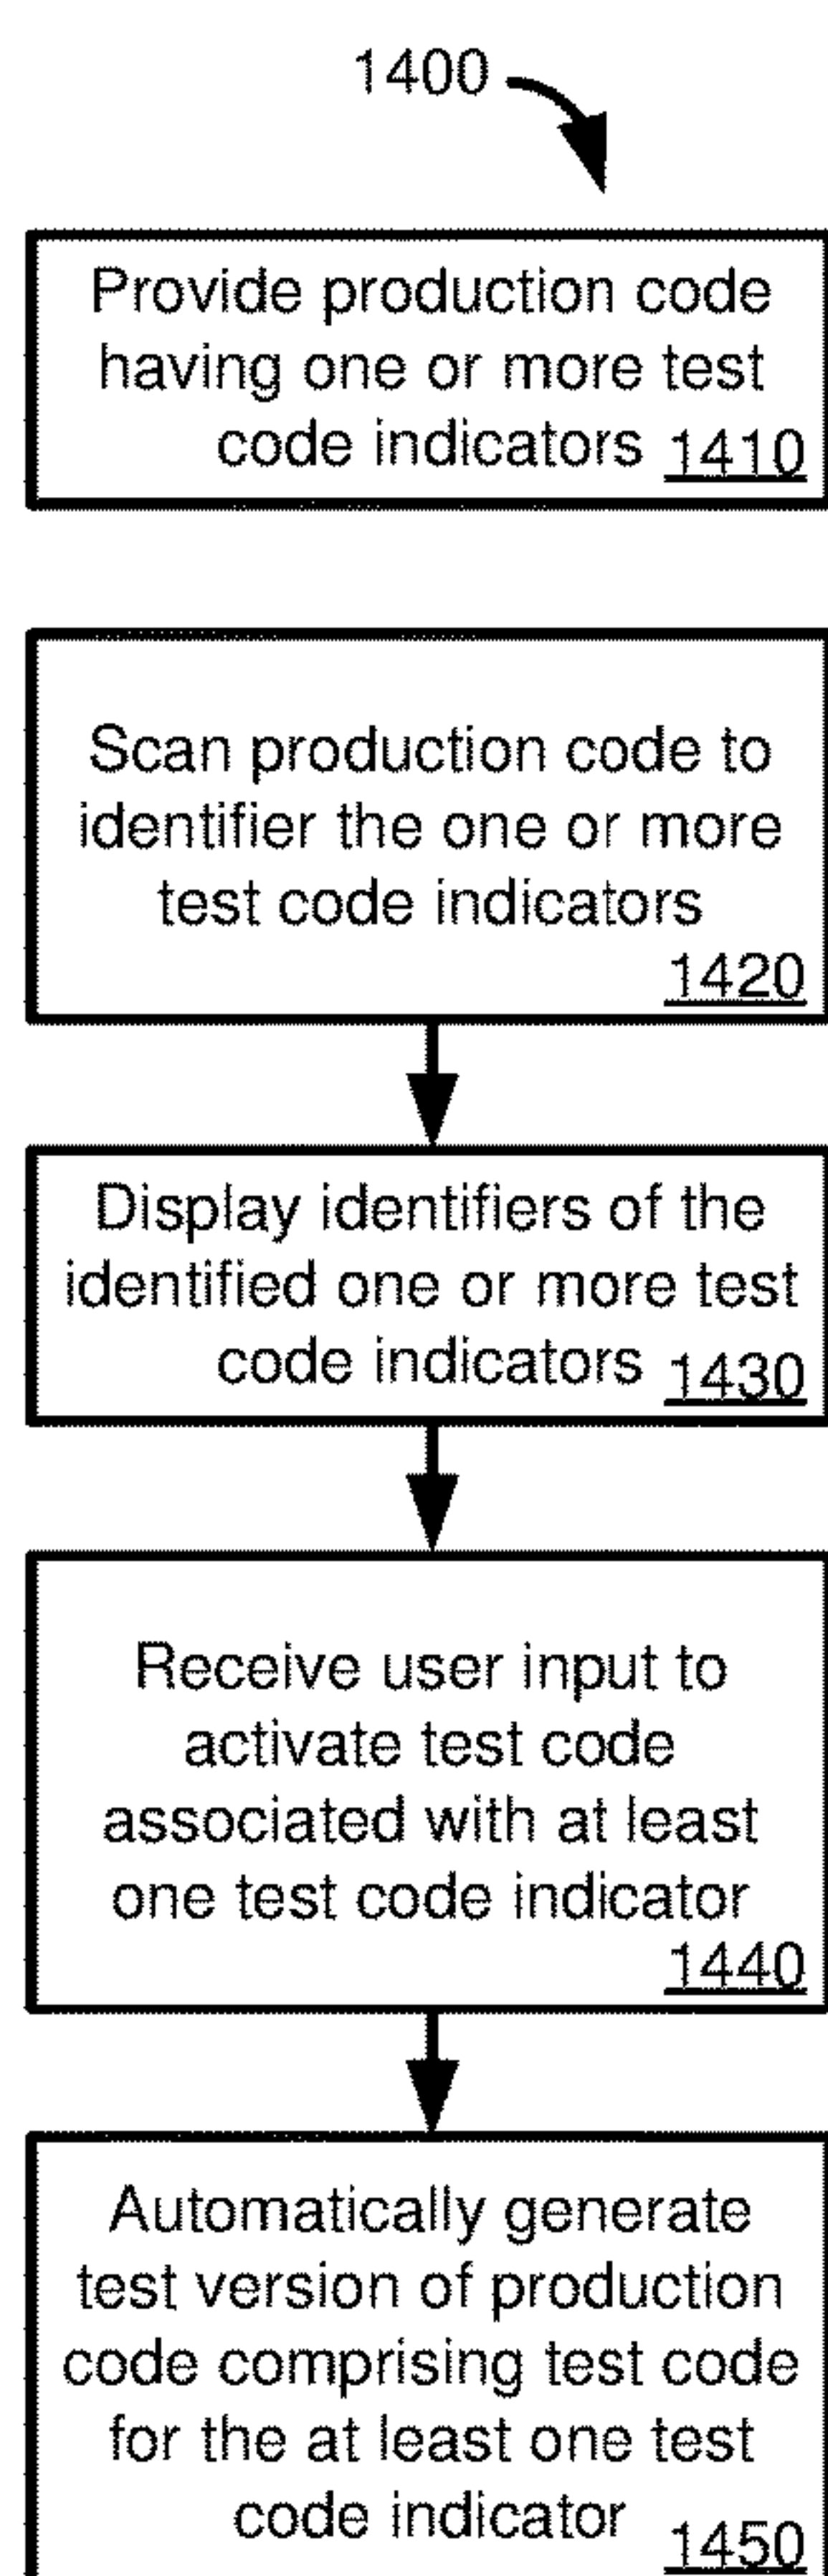 1400
Provide production code
having one or more test
code indicators 1410
Scan production code to
identifier the one or more
test code indicators
1420
Display identifiers of the
identified one or more test
code indicators 1430
Receive user input to
activate test code
associated with at least
one test code indicator
1440
Automatically generate
test version of production
code comprising test code
for the at least one test
code indicator 1450